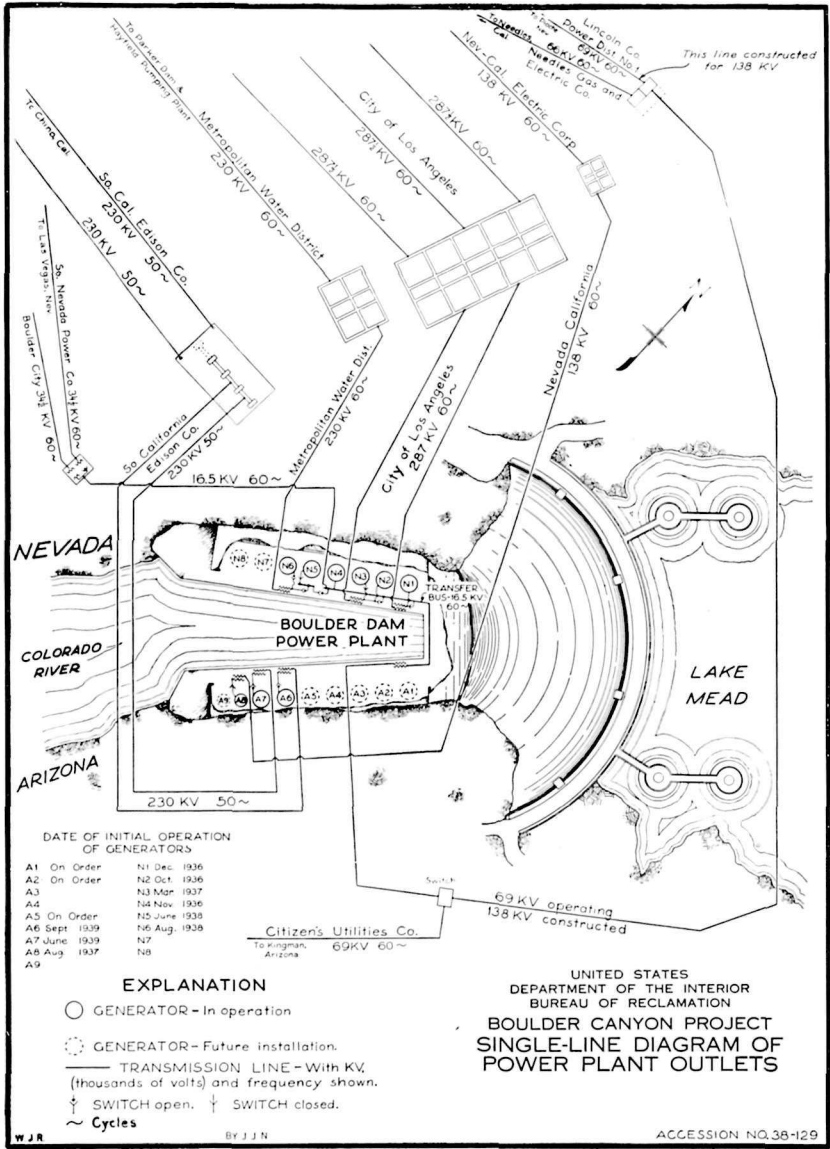 To Parker Dam &
Hayfield Pumping Plant
Metropolitan Water District
230 KV 60~
287½ KV 60~
City of Los Angeles
287½ KV 60~
287½ KV 60~
Nev.-Cal. Electric Corp
138 KV 60~
To Needles
Cal.
66 KV 60~
Needles Gas and
Electric Co.
Lincoln Co.
Power Dist. No. 1
69 KV 60~
This line constructed
for 138 KV
To Chino, Cal.
So. Cal. Edison Co.
230 KV 50~
230 KV 50~
To Las Vegas, Nev.
So. Nevada Power Co 34½ KV 60~
Boulder City 34½ KV
60~
So California
Edison Co.
230 KV 50~
Metropolitan Water Dist.
230 KV 60~
City of Los Angeles
287 KV 60~
Nevada California
138 KV 60~
16.5 KV 60~
NEVADA
N8 N7 N6 N5 N4 N3 N2 N1
TRANSFER
BUS-16.5 KV
60~
BOULDER DAM
POWER PLANT
COLORADO
RIVER
LAKE
MEAD
A9 A8 A7 A6 A5 A4 A3 A2 A1
ARIZONA
230 KV 50~
DATE OF INITIAL OPERATION
OF GENERATORS
A1 On Order N1 Dec. 1936
A2 On Order N2 Oct. 1936
A3 N3 Mar 1937
A4 N4 Nov. 1936
A5 On Order N5 June 1938
A6 Sept 1939 N6 Aug. 1938
A7 June 1939 N7
A8 Aug 1937 N8
A9
Switch
69 KV operating
138 KV constructed
Citizen's Utilities Co.
To Kingman,
Arizona
69KV 60~
EXPLANATION
GENERATOR - In operation
GENERATOR - Future installation.
TRANSMISSION LINE - With KV.
(thousands of volts) and frequency shown.
SWITCH open. SWITCH closed.
~ Cycles
UNITED STATES
DEPARTMENT OF THE INTERIOR
BUREAU OF RECLAMATION
BOULDER CANYON PROJECT
SINGLE-LINE DIAGRAM OF
POWER PLANT OUTLETS
W J R
BY J J N
ACCESSION NO. 38-129